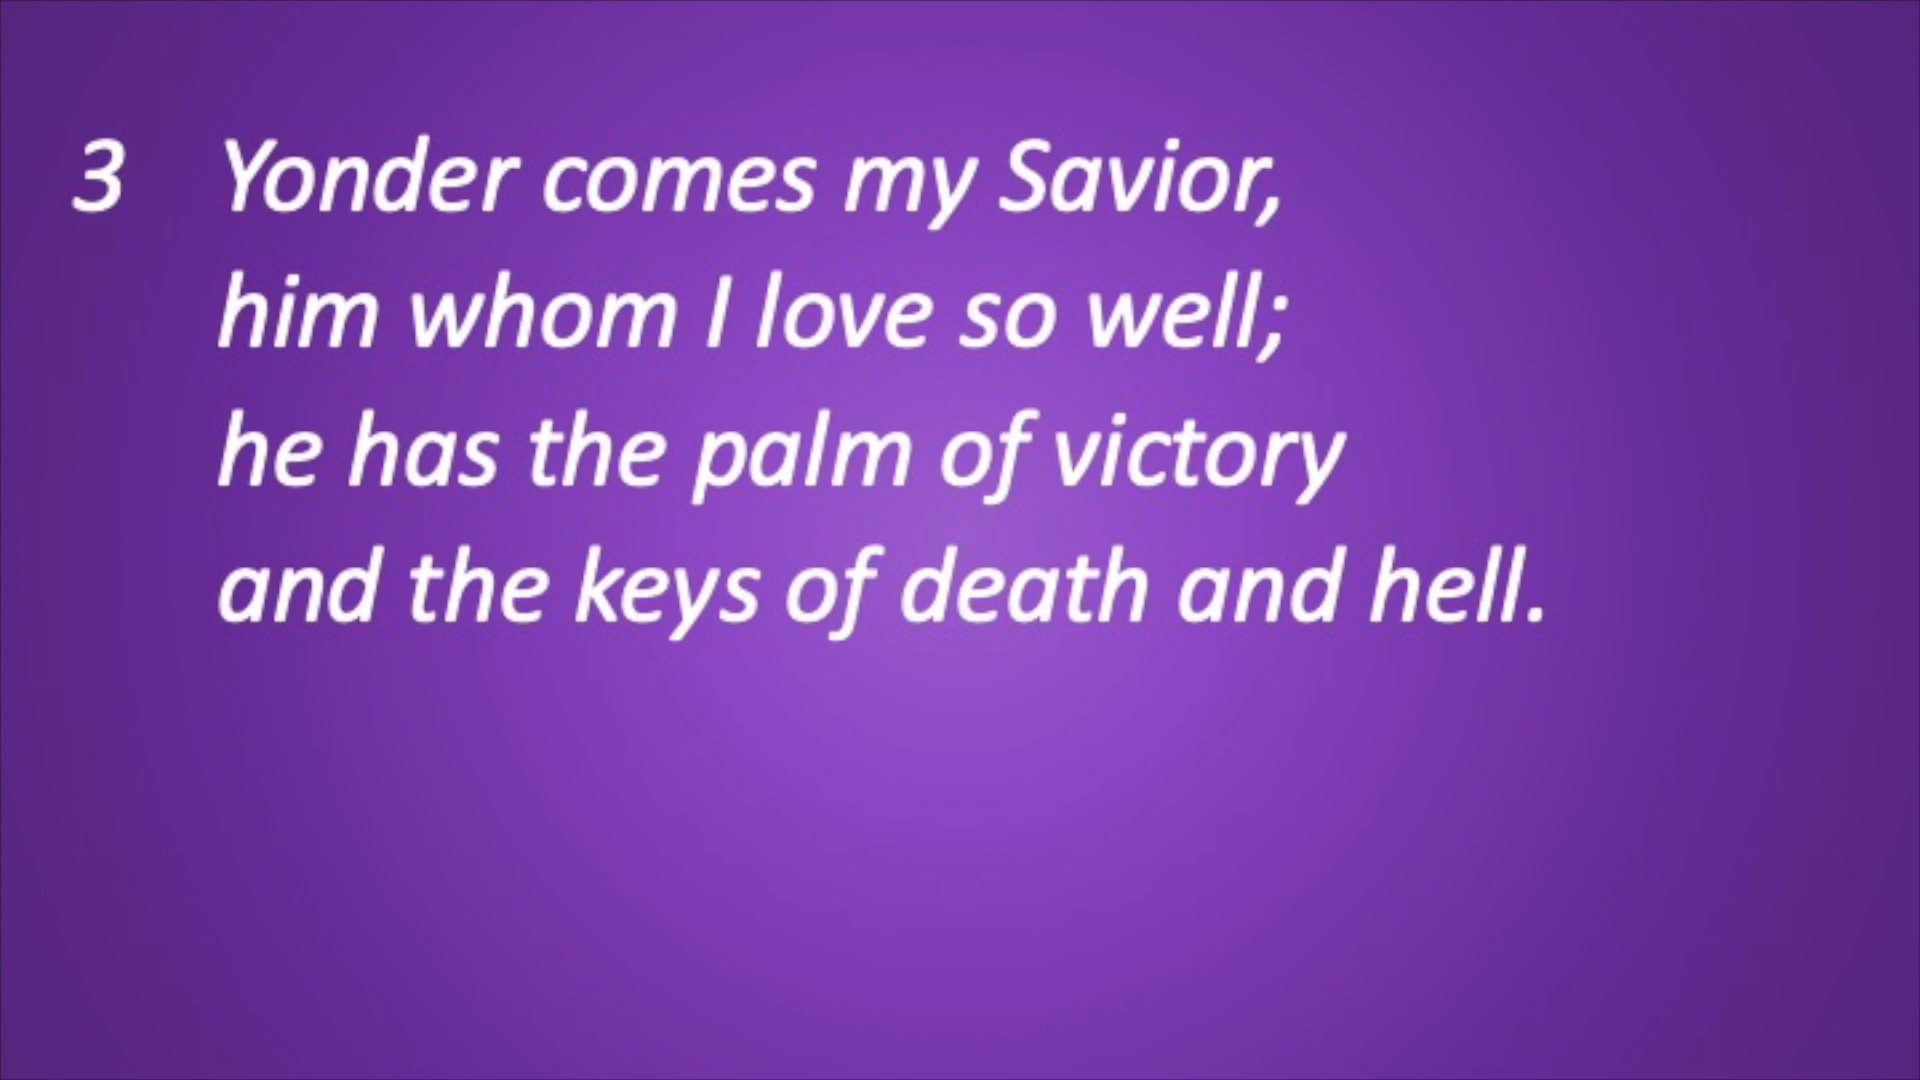 3 Yonder comes my Savior,
him whom I love so well;
he has the palm of victory
and the keys of death and hell.